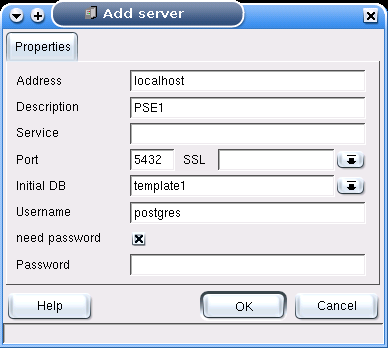 Add server
Properties
Address localhost
Description PSE1
Service
Port 5432 SSL
Initial DB template1
Username postgres
need password
Password
Help OK Cancel